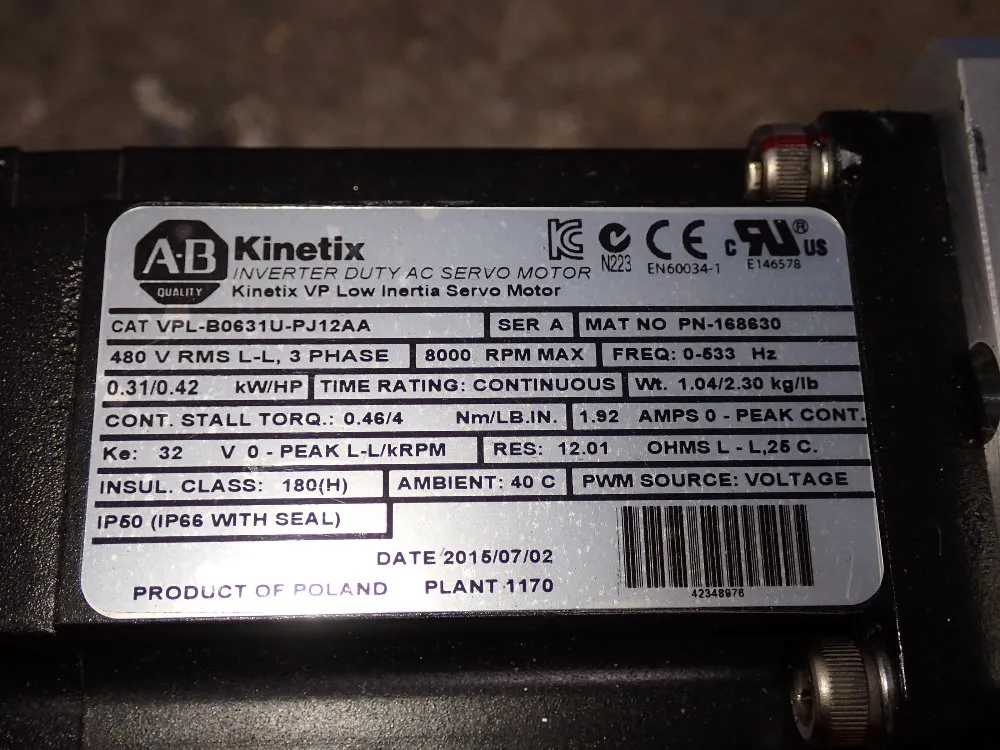 A·B
QUALITY
Kinetix
INVERTER DUTY AC SERVO MOTOR
Kinetix VP Low Inertia Servo Motor
N223
CE
EN60034-1
c RU ® US
E146578
CAT VPL-B0631U-PJ12AA SER A MAT NO PN-168630
480 V RMS L-L, 3 PHASE 8000 RPM MAX FREQ: 0-533 Hz
0.31/0.42 kW/HP TIME RATING: CONTINUOUS Wt. 1.04/2.30 kg/lb
CONT. STALL TORQ.: 0.46/4 Nm/LB.IN. 1.92 AMPS 0 - PEAK CONT.
Ke: 32 V 0 - PEAK L-L/kRPM RES: 12.01 OHMS L - L,25 C.
INSUL. CLASS: 180(H) AMBIENT: 40 C PWM SOURCE: VOLTAGE
IP50 (IP66 WITH SEAL)
DATE 2015/07/02
PRODUCT OF POLAND PLANT 1170
42348976